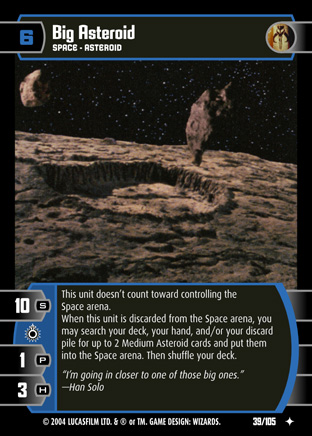 6
Big Asteroid
SPACE - ASTEROID
10 S
This unit doesn't count toward controlling the
Space arena.
When this unit is discarded from the Space arena, you
may search your deck, your hand, and/or your discard
pile for up to 2 Medium Asteroid cards and put them
into the Space arena. Then shuffle your deck.
1 P
3 H
"I'm going in closer to one of those big ones."
—Han Solo
© 2004 LUCASFILM LTD. & ® or TM. GAME DESIGN: WIZARDS.
39/105